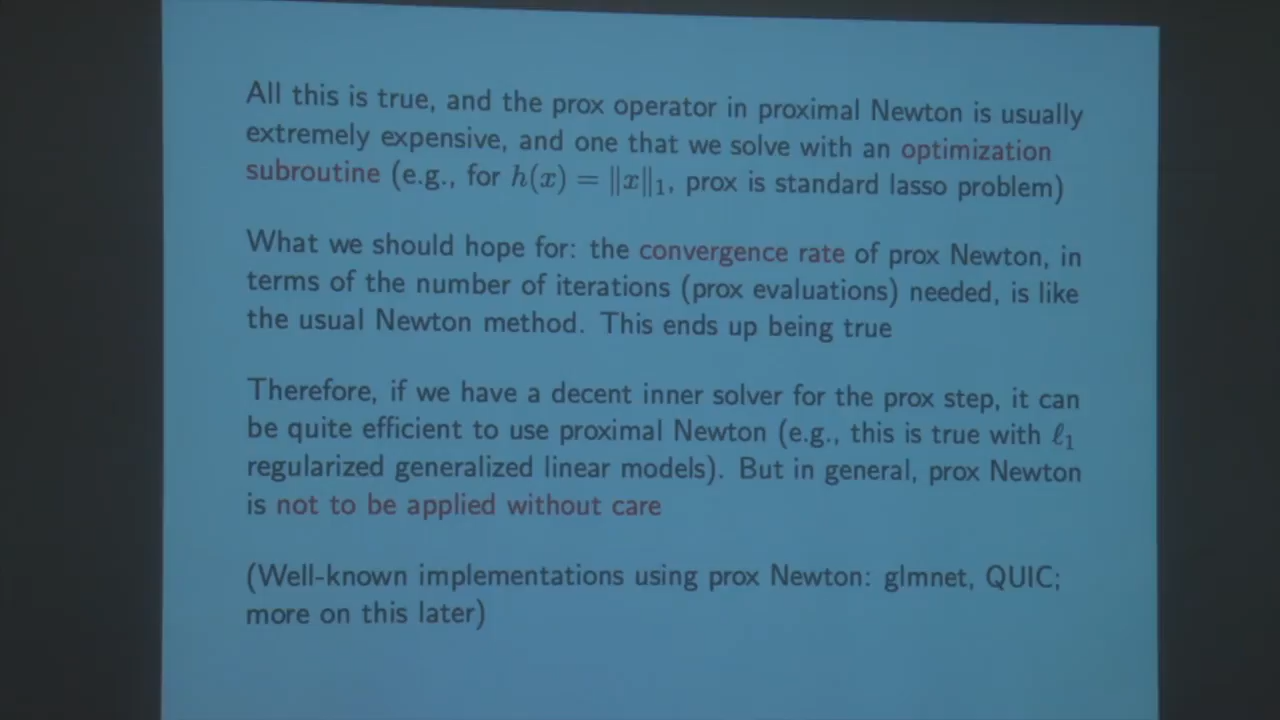 All this is true, and the prox operator in proximal Newton is usually
extremely expensive, and one that we solve with an optimization
subroutine (e.g., for h(x) = ‖x‖₁, prox is standard lasso problem)
What we should hope for: the convergence rate of prox Newton, in
terms of the number of iterations (prox evaluations) needed, is like
the usual Newton method. This ends up being true
Therefore, if we have a decent inner solver for the prox step, it can
be quite efficient to use proximal Newton (e.g., this is true with ℓ₁
regularized generalized linear models). But in general, prox Newton
is not to be applied without care
(Well-known implementations using prox Newton: glmnet, QUIC;
more on this later)